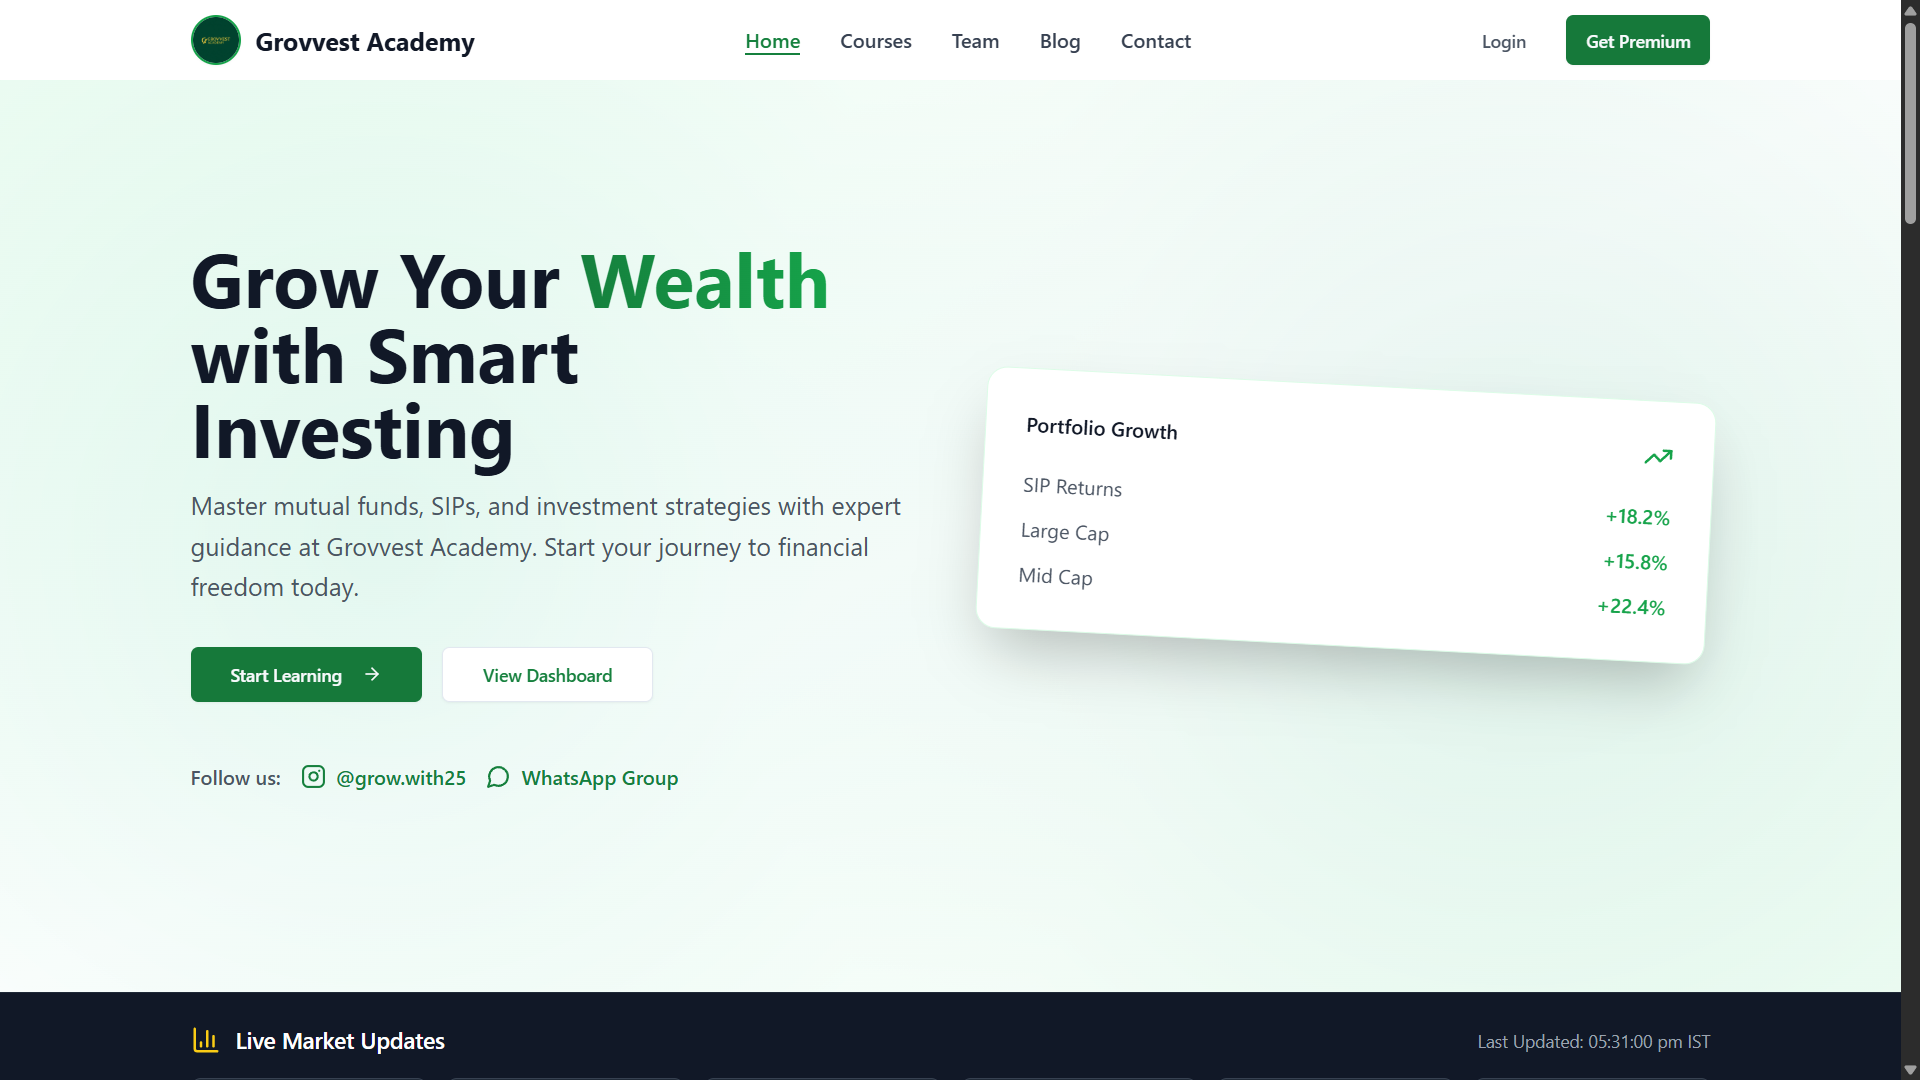 Grovvest Academy
Home
Courses
Team
Blog
Contact
Login
Get Premium
Grow Your Wealth
with Smart
Investing
Master mutual funds, SIPs, and investment strategies with expert
guidance at Grovvest Academy. Start your journey to financial
freedom today.
Start Learning
View Dashboard
Follow us:
@grow.with25
WhatsApp Group
Portfolio Growth
SIP Returns
+18.2%
Large Cap
+15.8%
Mid Cap
+22.4%
Live Market Updates
Last Updated: 05:31:00 pm IST